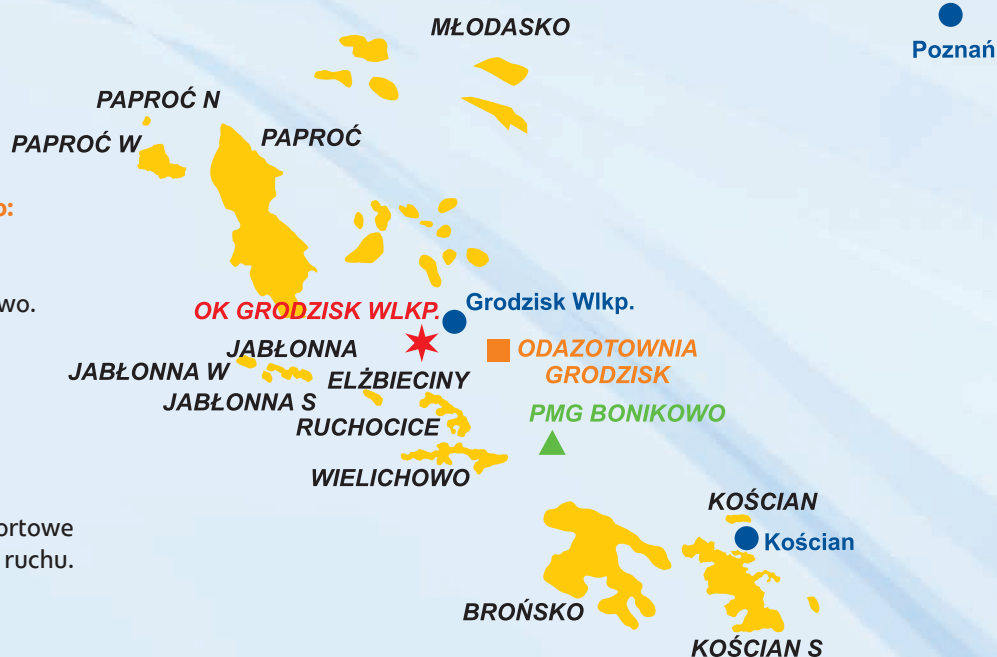 MŁODASKO
Poznań
PAPROĆ N
PAPROĆ W
PAPROĆ
:
wo.
OK GRODZISK WLKP.
Grodzisk Wlkp.
JABŁONNA
ODAZOTOWNIA
GRODZISK
JABŁONNA W
ELŻBIECINY
JABŁONNA S
PMG BONIKOWO
RUCHOCICE
WIELICHOWO
KOŚCIAN
ortowe
Kościan
ruchu.
BROŃSKO
KOŚCIAN S